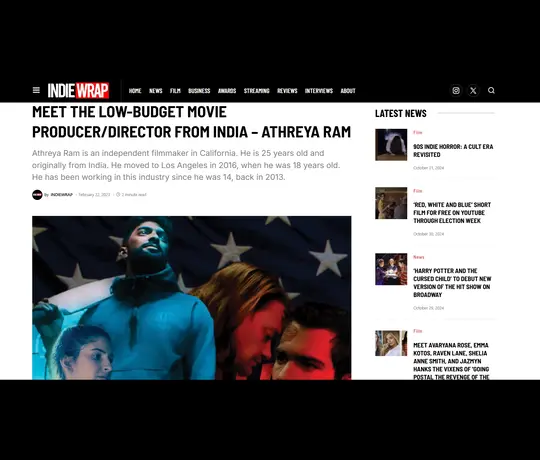 INDIEWRAP
HOME NEWS FILM BUSINESS AWARDS STREAMING REVIEWS INTERVIEWS ABOUT
MEET THE LOW-BUDGET MOVIE
PRODUCER/DIRECTOR FROM INDIA – ATHREYA RAM
Athreya Ram is an independent filmmaker in California. He is 25 years old and
originally from India. He moved to Los Angeles in 2016, when he was 18 years old.
He has been working in this industry since he was 14, back in 2013.
By INDIEWRAP - February 22, 2023 - 2 minute read
LATEST NEWS
Film
90S INDIE HORROR: A CULT ERA
REVISITED
October 21, 2024
Film
'RED, WHITE AND BLUE' SHORT
FILM FOR FREE ON YOUTUBE
THROUGH ELECTION WEEK
October 30, 2024
News
'HARRY POTTER AND THE
CURSED CHILD' TO DEBUT NEW
VERSION OF THE HIT SHOW ON
BROADWAY
October 29, 2024
Film
MEET AVARYANA ROSE, EMMA
KOTOS, RAVEN LANE, SHELIA
ANNE SMITH, AND JAZMYN
HANKS THE VIXENS OF 'GOING
POSTAL THE REVENGE OF THE